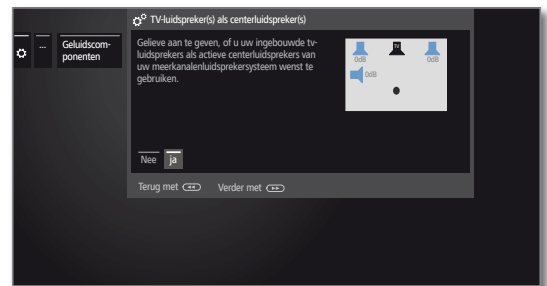 TV-luidspreker(s) als centerluidspreker(s)
...
Geluidscom-
ponenten
Gelieve aan te geven, of u uw ingebouwde tv-
luidsprekers als actieve centerluidsprekers van
uw meerkanalenluidsprekersysteem wenst te
gebruiken.
TV
0dB
0dB
0dB
Nee
ja
Terug met
Verder met